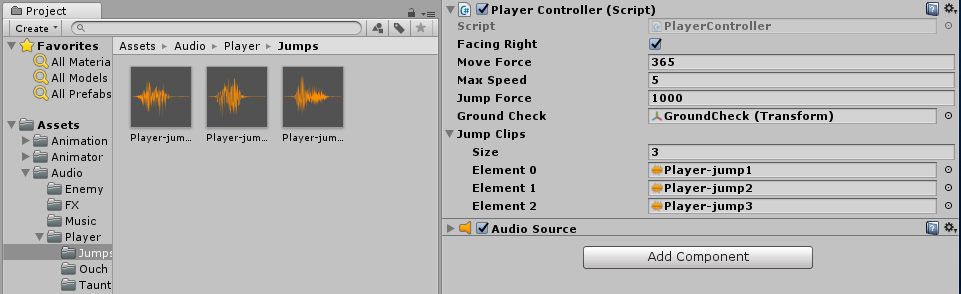 Project
Create
Favorites
All Materia
All Models
All Prefabs
Assets
Animation
Animator
Audio
Enemy
FX
Music
Player
Jumps
Ouch
Taunt
Assets ▸ Audio ▸ Player ▸ Jumps
Player-jum... Player-jum... Player-jum...
Player Controller (Script)
Script PlayerController
Facing Right
Move Force 365
Max Speed 5
Jump Force 1000
Ground Check GroundCheck (Transform)
Jump Clips
Size 3
Element 0 Player-jump1
Element 1 Player-jump2
Element 2 Player-jump3
Audio Source
Add Component